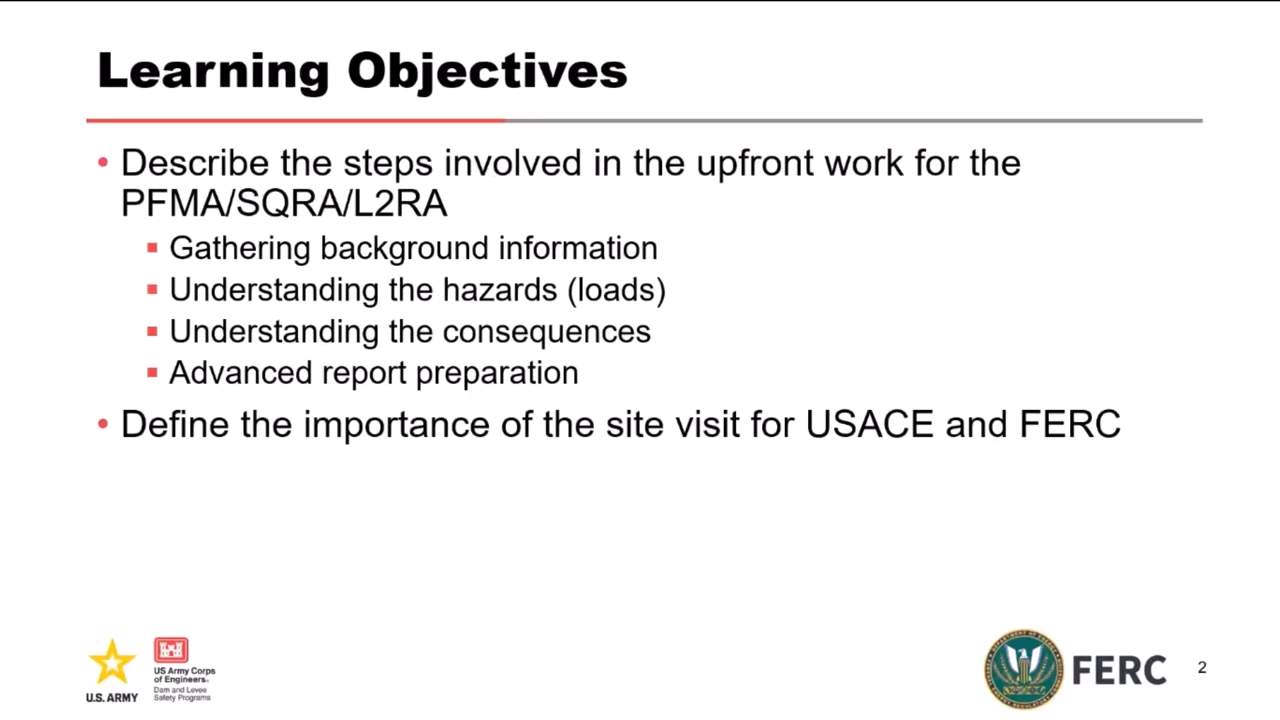 Learning Objectives
• Describe the steps involved in the upfront work for the
PFMA/SQRA/L2RA
▪ Gathering background information
▪ Understanding the hazards (loads)
▪ Understanding the consequences
▪ Advanced report preparation
• Define the importance of the site visit for USACE and FERC
U.S. ARMY
US Army Corps
of Engineers
Dam and Levee
Safety Programs
FERC
2